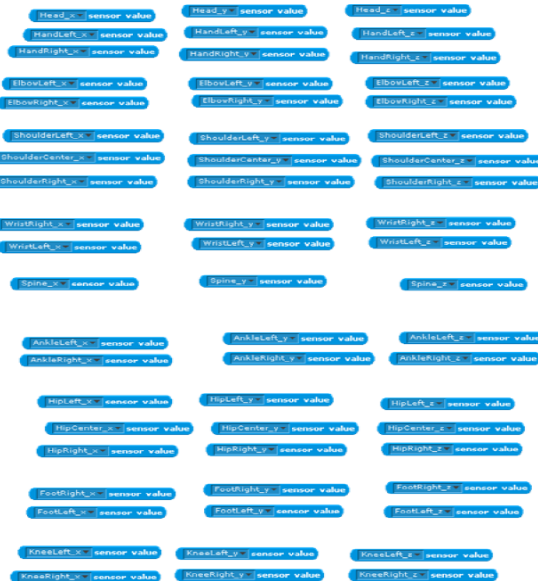 Head_x sensor value Head_y sensor value Head_z sensor value
HandLeft_x sensor value HandLeft_y sensor value HandLeft_z sensor value
HandRight_x sensor value HandRight_y sensor value HandRight_z sensor value
ElbowLeft_x sensor value ElbowLeft_y sensor value ElbowLeft_z sensor value
ElbowRight_x sensor value ElbowRight_y sensor value ElbowRight_z sensor value
ShoulderLeft_x sensor value ShoulderLeft_y sensor value ShoulderLeft_z sensor value
ShoulderCenter_x sensor value ShoulderCenter_y sensor value ShoulderCenter_z sensor value
ShoulderRight_x sensor value ShoulderRight_y sensor value ShoulderRight_z sensor value
WristRight_x sensor value WristRight_y sensor value WristRight_z sensor value
WristLeft_x sensor value WristLeft_y sensor value WristLeft_z sensor value
Spine_x sensor value Spine_y sensor value Spine_z sensor value
AnkleLeft_x sensor value AnkleLeft_y sensor value AnkleLeft_z sensor value
AnkleRight_x sensor value AnkleRight_y sensor value AnkleRight_z sensor value
HipLeft_x sensor value HipLeft_y sensor value HipLeft_z sensor value
HipCenter_x sensor value HipCenter_y sensor value HipCenter_z sensor value
HipRight_x sensor value HipRight_y sensor value HipRight_z sensor value
FootRight_x sensor value FootRight_y sensor value FootRight_z sensor value
FootLeft_x sensor value FootLeft_y sensor value FootLeft_z sensor value
KneeLeft_x sensor value KneeLeft_y sensor value KneeLeft_z sensor value
KneeRight_x sensor value KneeRight_y sensor value KneeRight_z sensor value